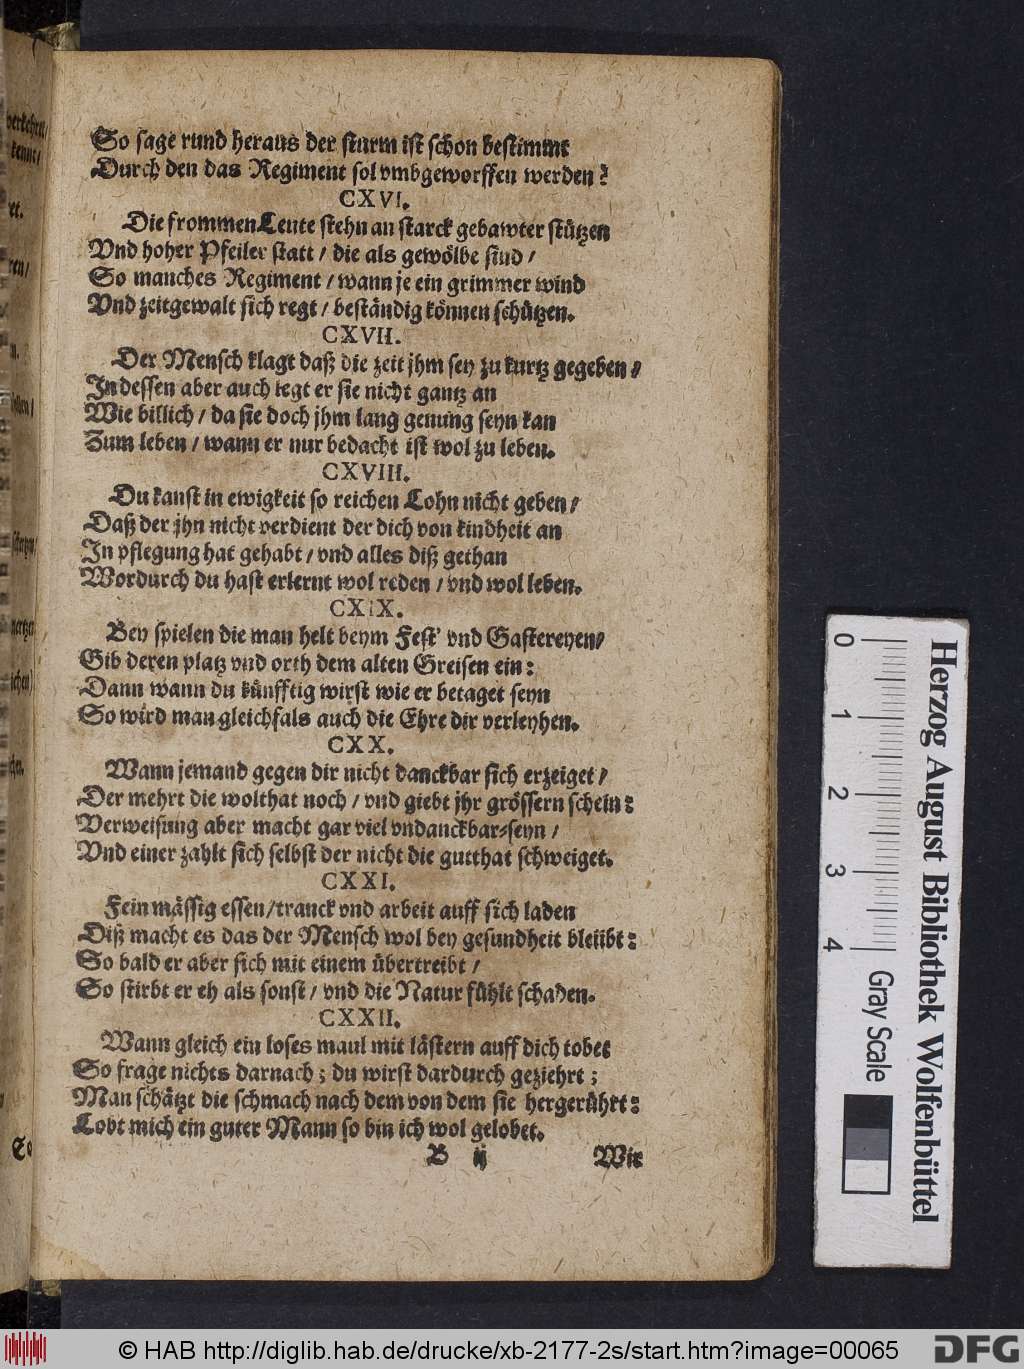 So sage rund heraus der sturm ist schon bestimmt
Durch den das Regiment sol vmbgeworffen werden?
CXVI.
Die frommen Leute stehn an starck gebawter stützen
Vnd hoher Pfeiler statt / die als gewölbe sind /
So manches Regiment / wann je ein grimmer wind
Vnd zeitgewalt sich regt / beständig können schützen.
CXVII.
Der Mensch klagt daß die zeit jhm sey zu kurtz gegeben /
Indessen aber auch legt er sie nicht gantz an
Wie billich / da sie doch jhm lang genung seyn kan
Zum leben / wann er nur bedacht ist wol zu leben.
CXVIII.
Du kanst in ewigkeit so reichen Lohn nicht geben /
Daß der jhn nicht verdient der dich von kindheit an
In pflegung hat gehabt / vnd alles diß gethan
Wordurch du hast erlernt wol reden / vnd wol leben.
CXIX.
Bey spielen die man helt beym Fest' vnd Gastereyen /
Gib deren platz vnd orth dem alten Greisen ein:
Dann wann du künfftig wirst wie er betaget seyn
So wird man gleichfals auch die Ehre dir verleyhen.
CXX.
Wann jemand gegen dir nicht danckbar sich erzeiget /
Der mehrt die wolthat noch / vnd giebt jhr grössern schein:
Verweisung aber macht gar viel vndanckbar-seyn /
Vnd einer zahlt sich selbst der nicht die gutthat schweiget.
CXXI.
Fein mässig essen / tranck vnd arbeit auff sich laden
Diß macht es das der Mensch wol bey gesundheit bleiibt:
So bald er aber sich mit einem übertreibt /
So stirbt er eh als sonst / vnd die Natur fühlt schaden.
CXXII.
Wann gleich ein loses maul mit lästern auff dich tobet
So frage nichts darnach; du wirst dardurch geziehrt;
Man schätzt die schmach nach dem von dem sie hergerührt:
Lobt mich ein guter Mann so bin ich wol gelobet.
B ij Wir
verkehrt /
kennt /
ret.
ren /
n.
So
0 1 2 3 4
Gray Scale
Herzog August Bibliothek Wolfenbüttel
© HAB http://diglib.hab.de/drucke/xb-2177-2s/start.htm?image=00065
DFG